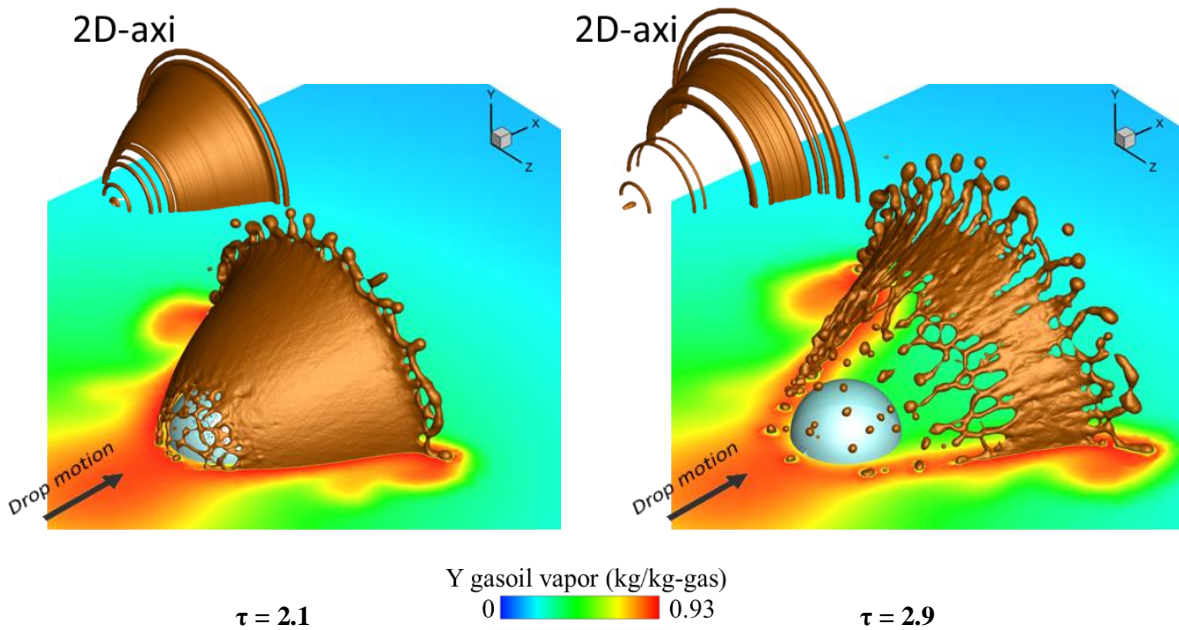 2D-axi
2D-axi
Y
X
Z
Y
X
Z
Drop motion
Drop motion
Y gasoil vapor (kg/kg-gas)
0
0.93
τ = 2.1
τ = 2.9